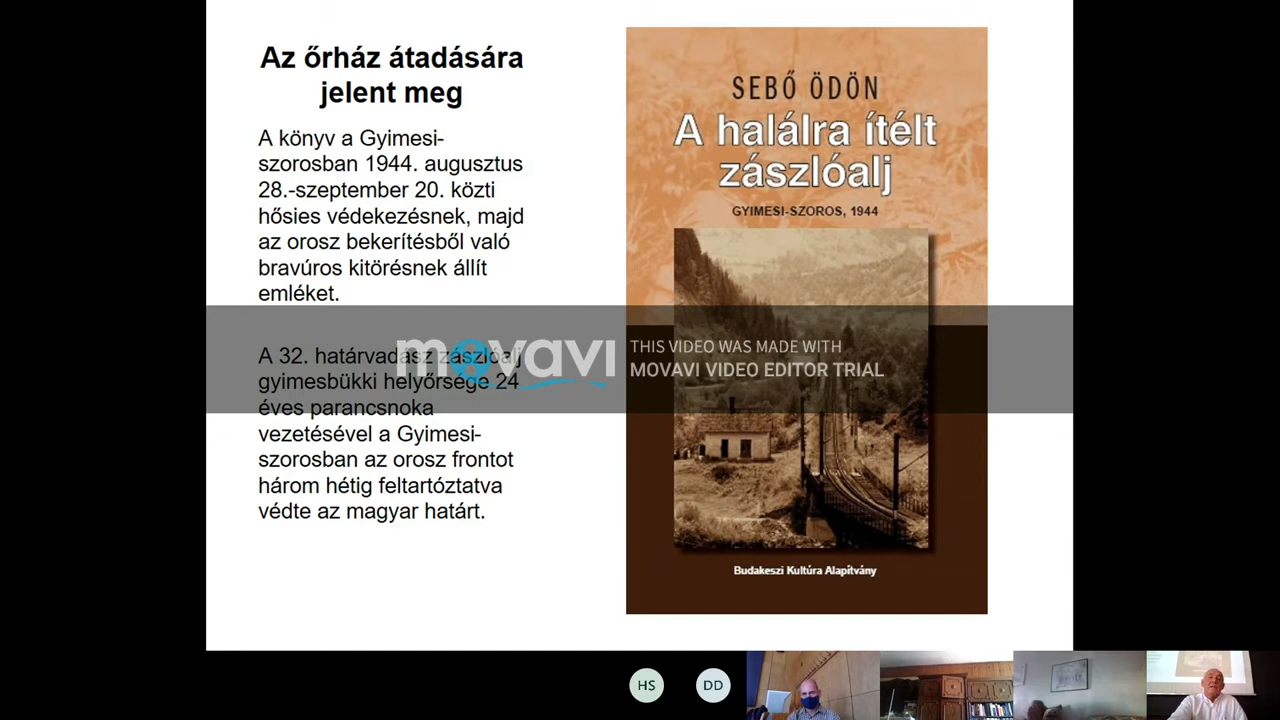 Az őrház átadására
jelent meg
A könyv a Gyimesi-
szorosban 1944. augusztus
28.-szeptember 20. közti
hősies védekezésnek, majd
az orosz bekerítésből való
bravúros kitörésnek állít
emléket.
A 32. határvadász zászlóalj
gyimesbükki helyőrsége 24
éves parancsnoka
vezetésével a Gyimesi-
szorosban az orosz frontot
három hétig feltartóztatva
védte az magyar határt.
SEBŐ ÖDÖN
A halálra ítélt
zászlóalj
GYIMESI-SZOROS, 1944
Budakeszi Kultúra Alapítvány
movavi
THIS VIDEO WAS MADE WITH
MOVAVI VIDEO EDITOR TRIAL
HS
DD